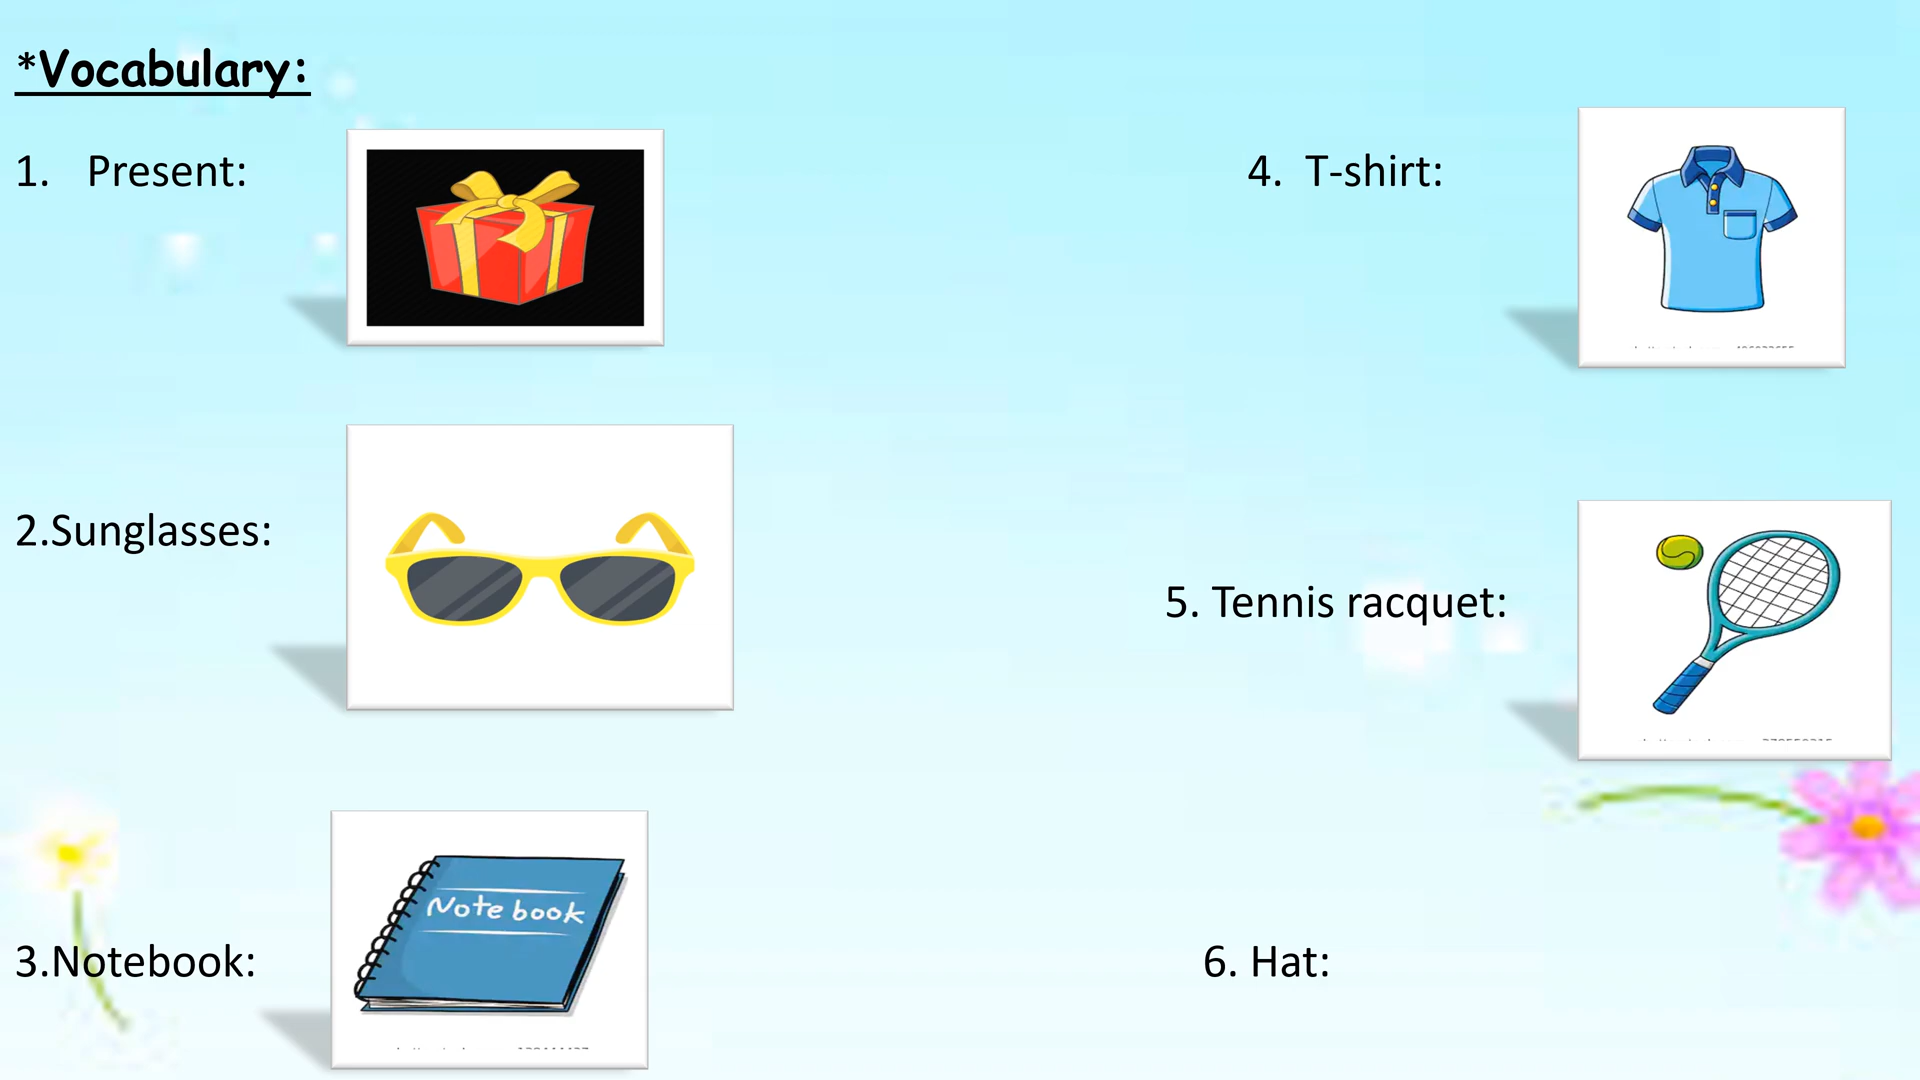 *Vocabulary:
1. Present:
2.Sunglasses:
3.Notebook:
Note book
4. T-shirt:
5. Tennis racquet:
6. Hat: